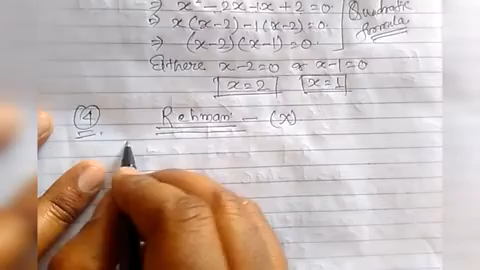 ⇒ x² - 2x - 1x + 2 = 0
⇒ x(x-2) - 1(x-2) = 0.
⇒ (x-2)(x-1) = 0.
Quadratic
formula
Eithere x-2=0 or x-1=0
x=2 x=1
④ Rehman - (x)